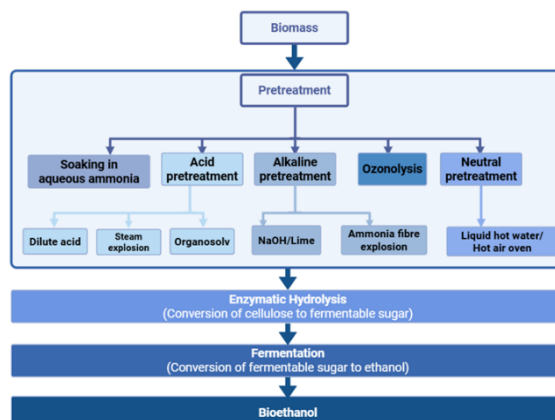 Biomass
Pretreatment
Soaking in
aqueous ammonia
Acid
pretreatment
Alkaline
pretreatment
Ozonolysis
Neutral
pretreatment
Dilute acid
Steam
explosion
Organosolv
NaOH/Lime
Ammonia fibre
explosion
Liquid hot water/
Hot air oven
Enzymatic Hydrolysis
(Conversion of cellulose to fermentable sugar)
Fermentation
(Conversion of fermentable sugar to ethanol)
Bioethanol